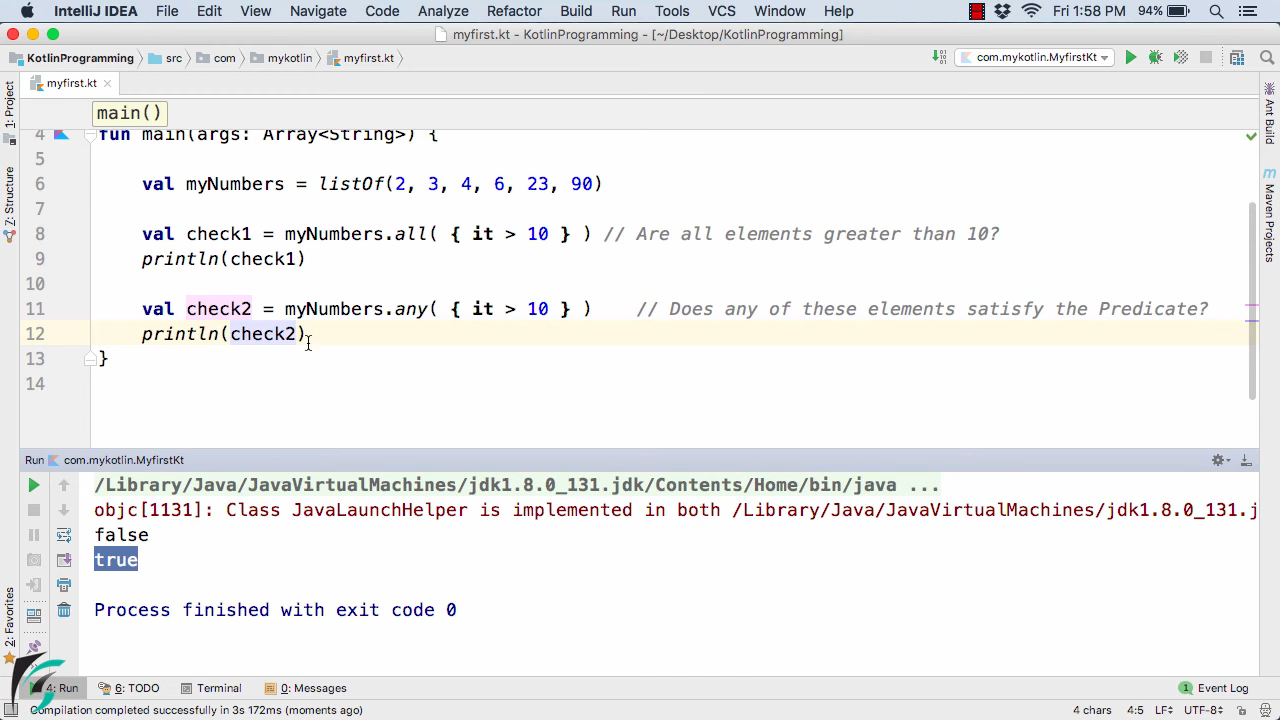 IntelliJ IDEA File Edit View Navigate Code Analyze Refactor Build Run Tools VCS Window Help Fri 1:58 PM 94%
myfirst.kt - KotlinProgramming - [~/Desktop/KotlinProgramming]
KotlinProgramming src com mykotlin myfirst.kt com.mykotlin.MyfirstKt
myfirst.kt
main()
4 fun main(args: Array<String>) {
5
6 val myNumbers = listOf(2, 3, 4, 6, 23, 90)
7
8 val check1 = myNumbers.all( { it > 10 } ) // Are all elements greater than 10?
9 println(check1)
10
11 val check2 = myNumbers.any( { it > 10 } ) // Does any of these elements satisfy the Predicate?
12 println(check2)
13 }
14
1: Project
7: Structure
2: Favorites
Ant Build
Maven Projects
Run com.mykotlin.MyfirstKt
/Library/Java/JavaVirtualMachines/jdk1.8.0_131.jdk/Contents/Home/bin/java ...
objc[1131]: Class JavaLaunchHelper is implemented in both /Library/Java/JavaVirtualMachines/jdk1.8.0_131.j
false
true
Process finished with exit code 0
4: Run 6: TODO Terminal 0: Messages 1 Event Log
Compilation completed successfully in 3s 172ms (moments ago) 4 chars 4:5 LF÷ UTF-8÷